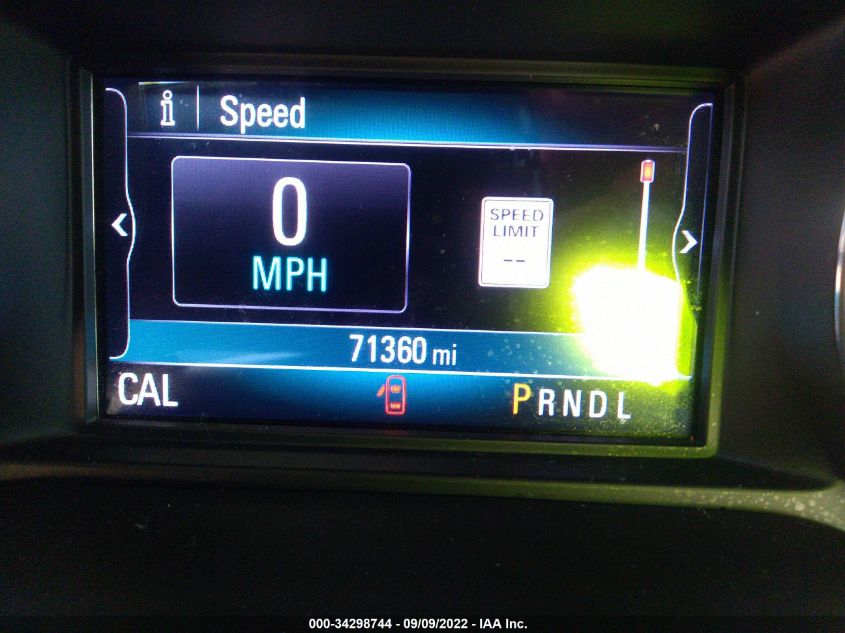 i Speed
0
MPH
SPEED
LIMIT
--
71360 mi
CAL
PRNDL
000-34298744 - 09/09/2022 - IAA Inc.